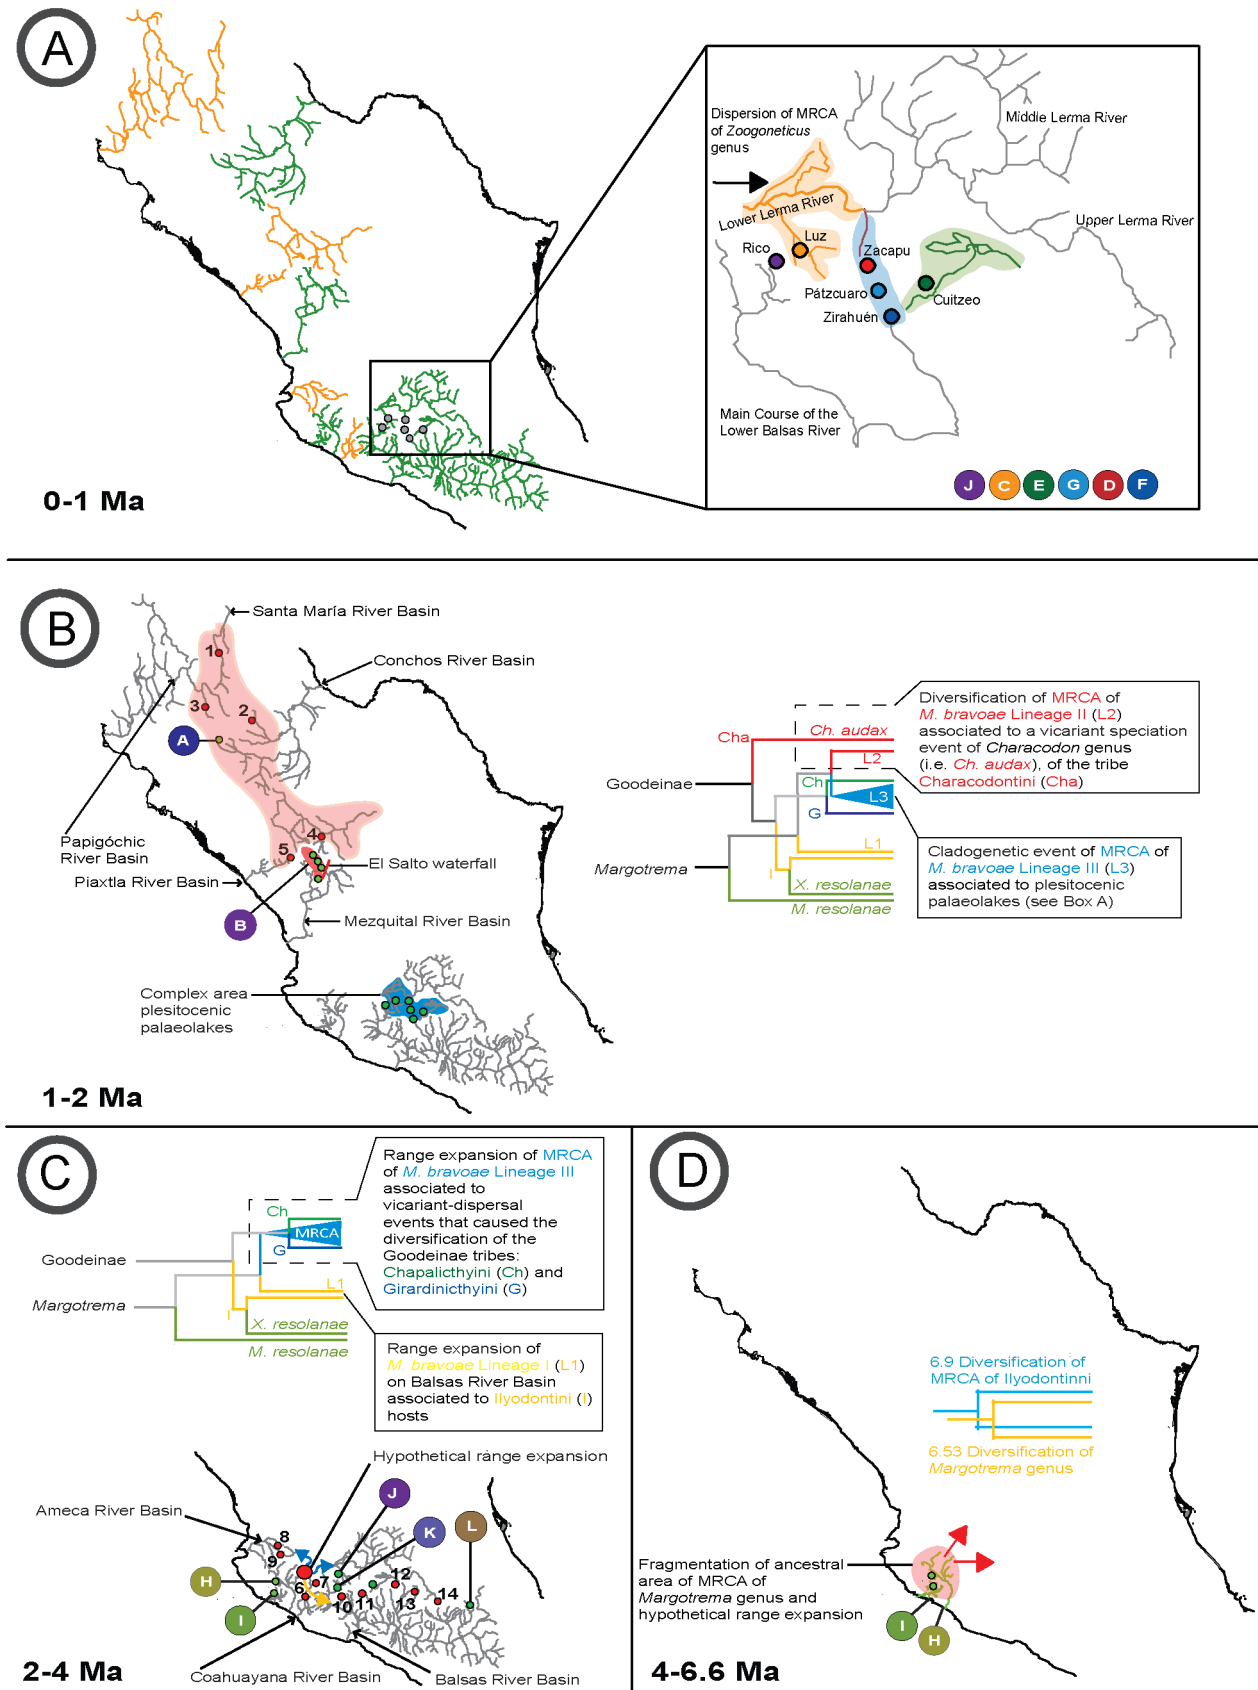 A
0-1 Ma
Dispersion of MRCA
of Zoogoneticus
genus
Middle Lerma River
Lower Lerma River
Upper Lerma River
Luz
Rico
Zacapu
Pátzcuaro
Cuitzeo
Zirahuén
Main Course of the
Lower Balsas River
J C E G D F
B
Santa María River Basin
Conchos River Basin
1
3
2
A
4
5
Papigóchic
River Basin
El Salto waterfall
Piaxtla River Basin
B
Mezquital River Basin
Complex area
plesitocenic
palaeolakes
1-2 Ma
Goodeinae
Margotrema
Cha
Ch. audax
L2
Ch
L3
G
L1
I
X. resolanae
M. resolanae
Diversification of MRCA of
M. bravoae Lineage II (L2)
associated to a vicariant speciation
event of Characodon genus
(i.e. Ch. audax), of the tribe
Characodontini (Cha)
Cladogenetic event of MRCA of
M. bravoae Lineage III (L3)
associated to plesitocenic
palaeolakes (see Box A)
C
Goodeinae
Margotrema
Ch
MRCA
G
L1
I
X. resolanae
M. resolanae
Range expansion of MRCA
of M. bravoae Lineage III
associated to
vicariant-dispersal
events that caused the
diversification of the
Goodeinae tribes:
Chapalicthyini (Ch) and
Girardinicthyini (G)
Range expansion of
M. bravoae Lineage I (L1)
on Balsas River Basin
associated to Ilyodontini (I)
hosts
Hypothetical range expansion
Ameca River Basin
J
K
L
8
9
H
I
6
7
10
11
12
13
14
Coahuayana River Basin
Balsas River Basin
2-4 Ma
D
6.9 Diversification of
MRCA of Ilyodontinni
6.53 Diversification of
Margotrema genus
Fragmentation of ancestral
area of MRCA of
Margotrema genus and
hypothetical range expansion
I
H
4-6.6 Ma